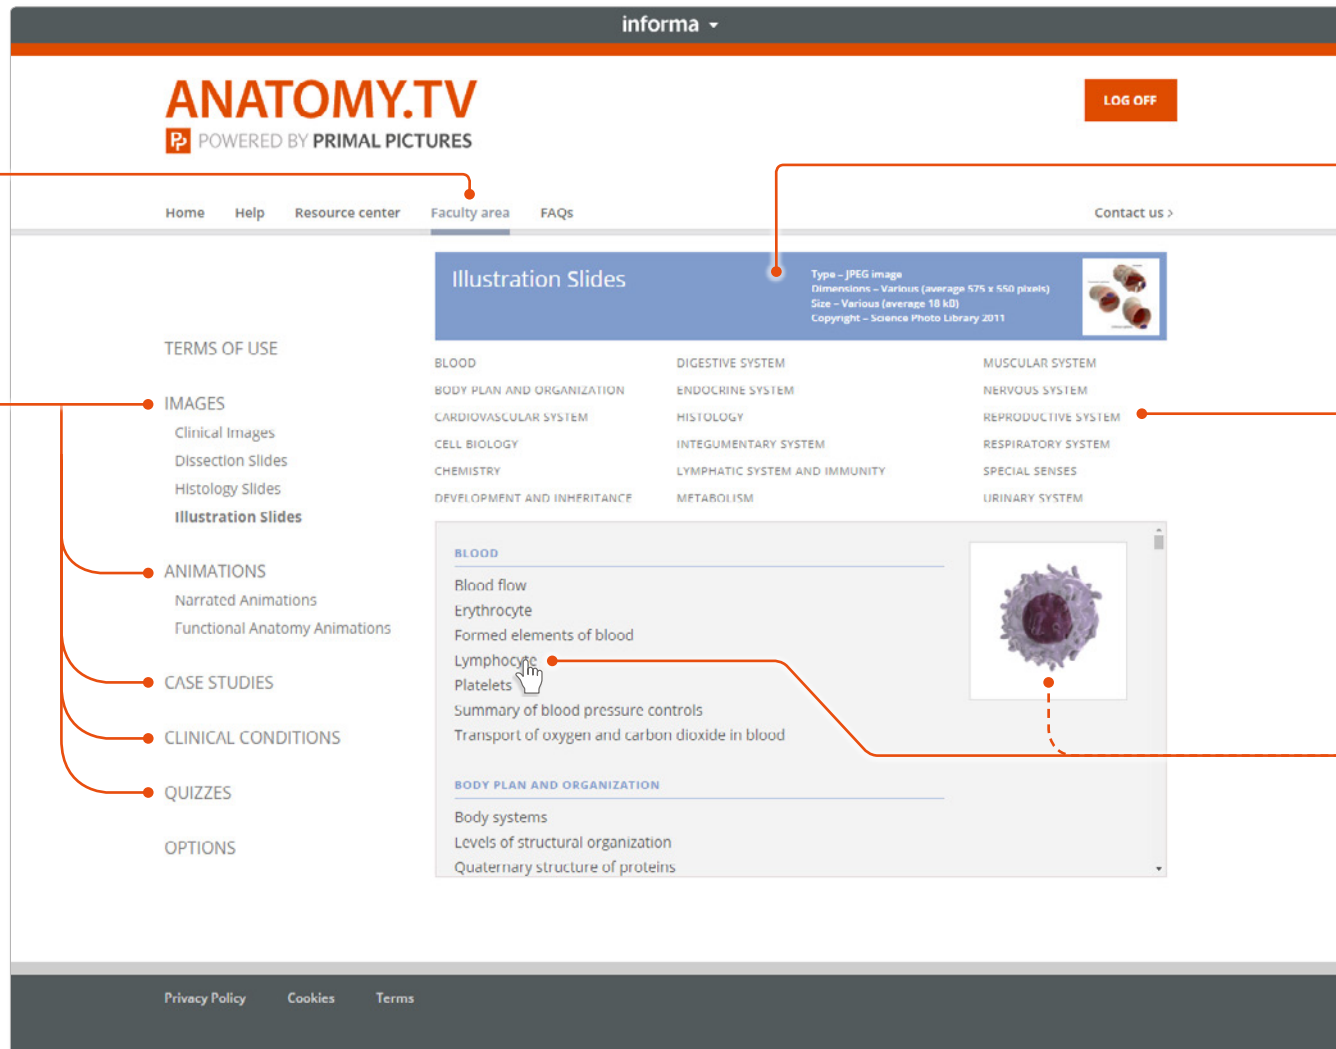 informa
ANATOMY.TV
POWERED BY PRIMAL PICTURES
LOG OFF
Home Help Resource center Faculty area FAQs Contact us >
Illustration Slides
Type – JPEG image
Dimensions – Various (average 575 x 550 pixels)
Size – Various (average 18 kB)
Copyright – Science Photo Library 2011
TERMS OF USE
IMAGES
Clinical Images
Dissection Slides
Histology Slides
Illustration Slides
ANIMATIONS
Narrated Animations
Functional Anatomy Animations
CASE STUDIES
CLINICAL CONDITIONS
QUIZZES
OPTIONS
BLOOD DIGESTIVE SYSTEM MUSCULAR SYSTEM
BODY PLAN AND ORGANIZATION ENDOCRINE SYSTEM NERVOUS SYSTEM
CARDIOVASCULAR SYSTEM HISTOLOGY REPRODUCTIVE SYSTEM
CELL BIOLOGY INTEGUMENTARY SYSTEM RESPIRATORY SYSTEM
CHEMISTRY LYMPHATIC SYSTEM AND IMMUNITY SPECIAL SENSES
DEVELOPMENT AND INHERITANCE METABOLISM URINARY SYSTEM
BLOOD
Blood flow
Erythrocyte
Formed elements of blood
Lymphocyte
Platelets
Summary of blood pressure controls
Transport of oxygen and carbon dioxide in blood
BODY PLAN AND ORGANIZATION
Body systems
Levels of structural organization
Quaternary structure of proteins
Privacy Policy Cookies Terms